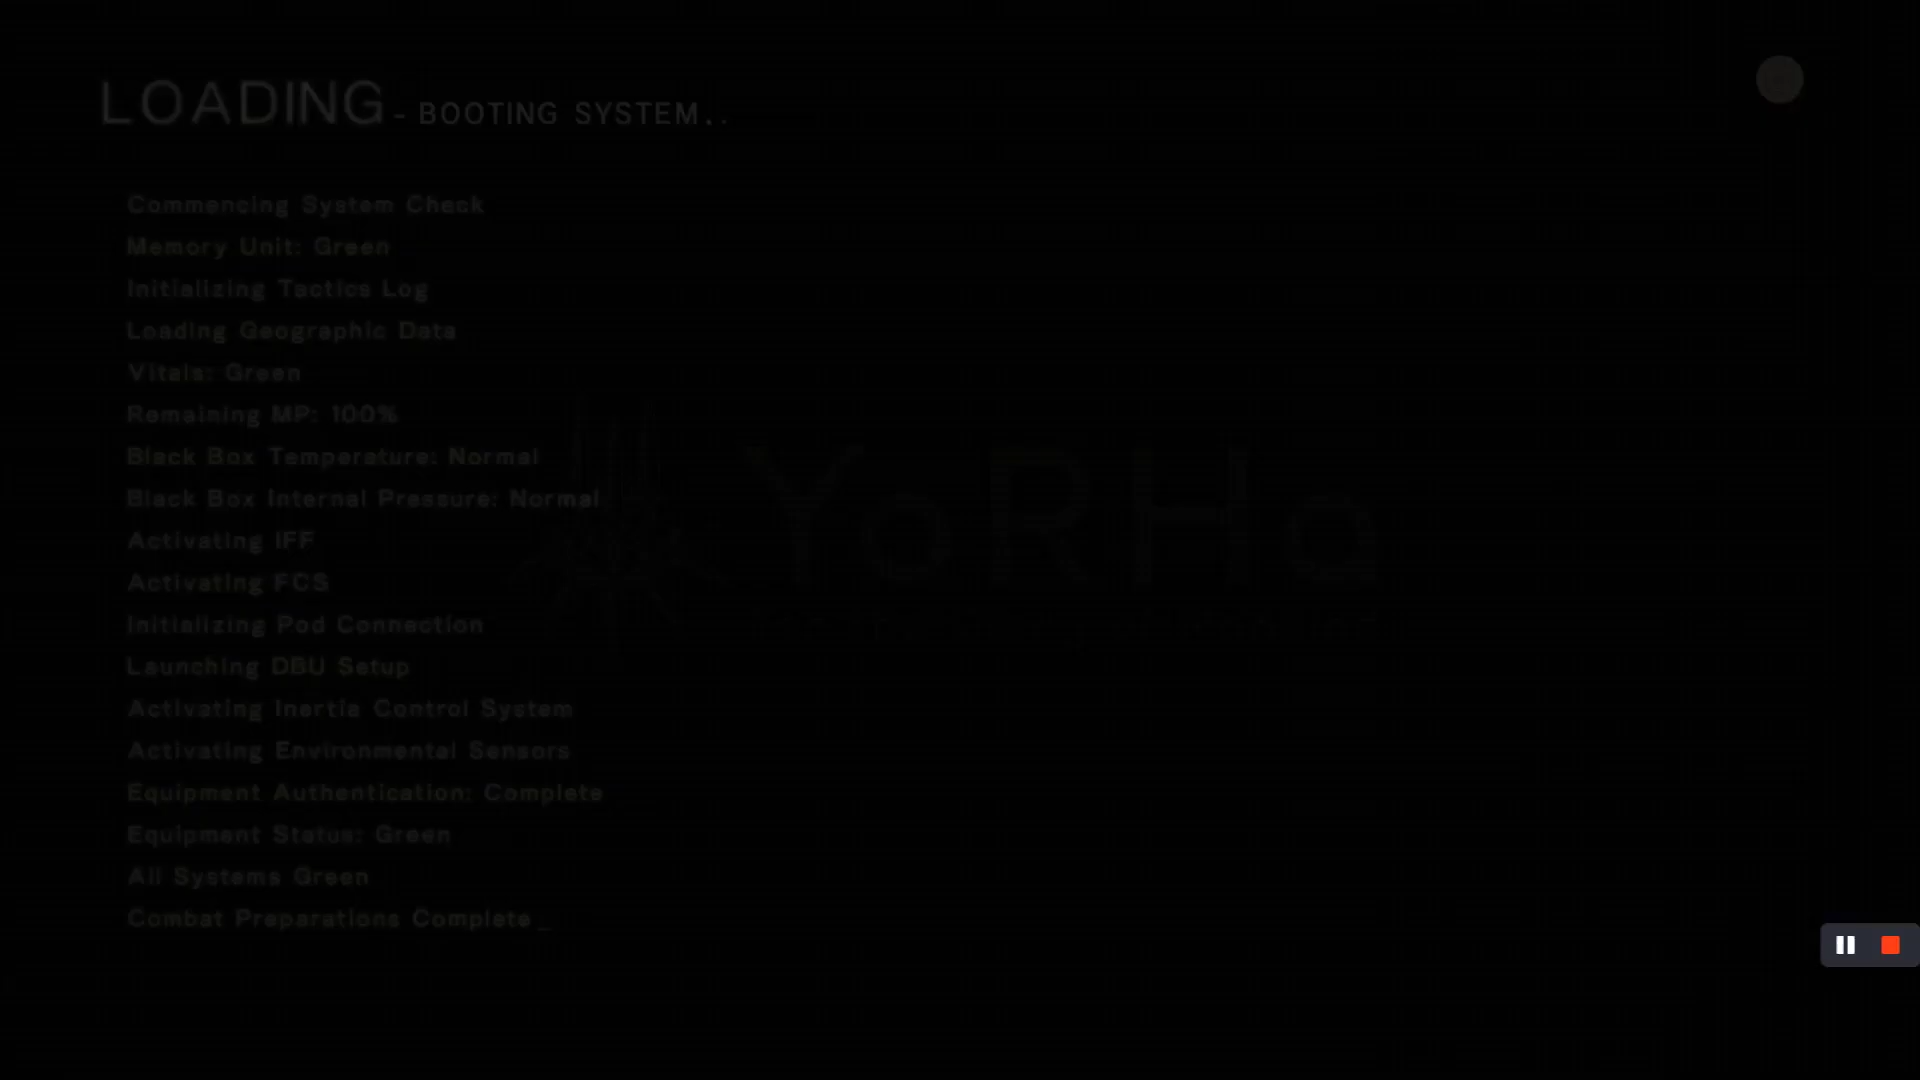 LOADING - BOOTING SYSTEM..
Commencing System Check
Memory Unit: Green
Initializing Tactics Log
Loading Geographic Data
Vitals: Green
Remaining MP: 100%
Black Box Temperature: Normal
Black Box Internal Pressure: Normal
Activating IFF
Activating FCS
Initializing Pod Connection
Launching DBU Setup
Activating Inertia Control System
Activating Environmental Sensors
Equipment Authentication: Complete
Equipment Status: Green
All Systems Green
Combat Preparations Complete_
YoRHa